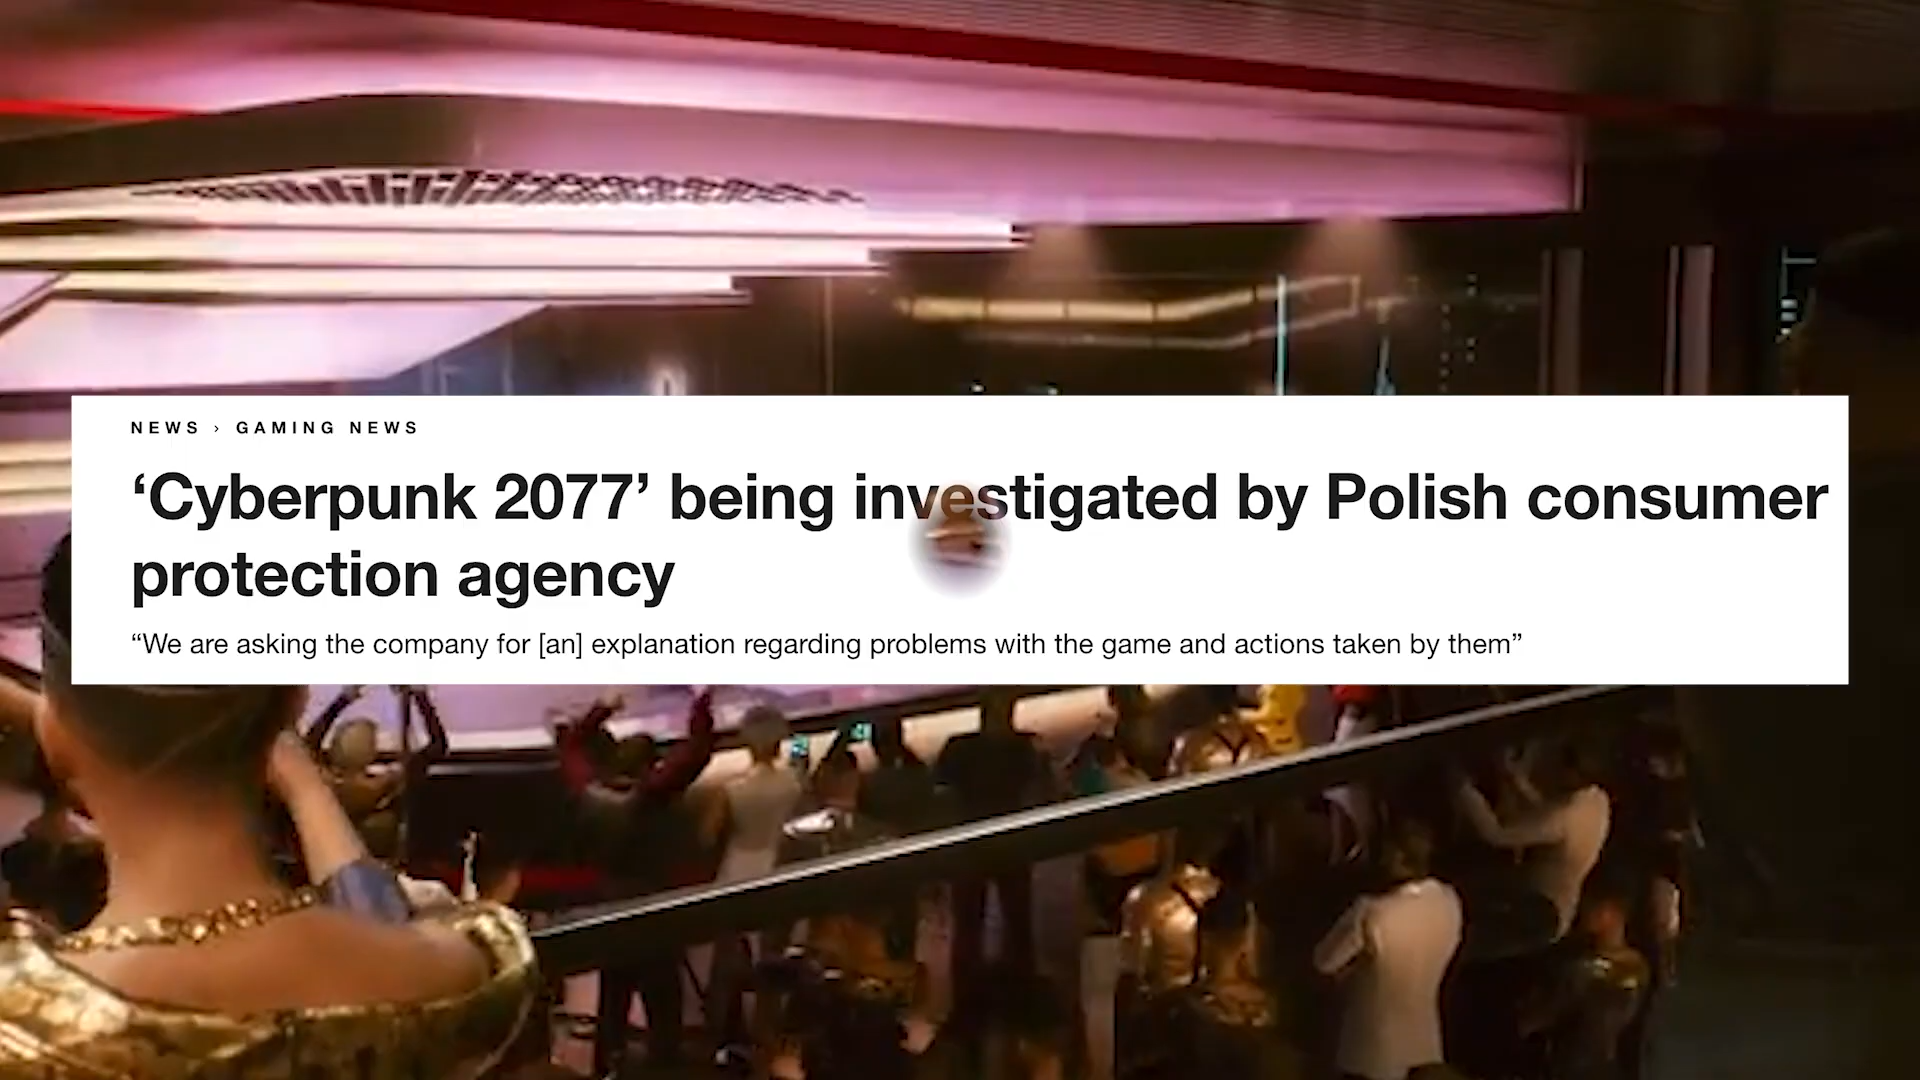 NEWS › GAMING NEWS
‘Cyberpunk 2077’ being investigated by Polish consumer
protection agency
“We are asking the company for [an] explanation regarding problems with the game and actions taken by them”